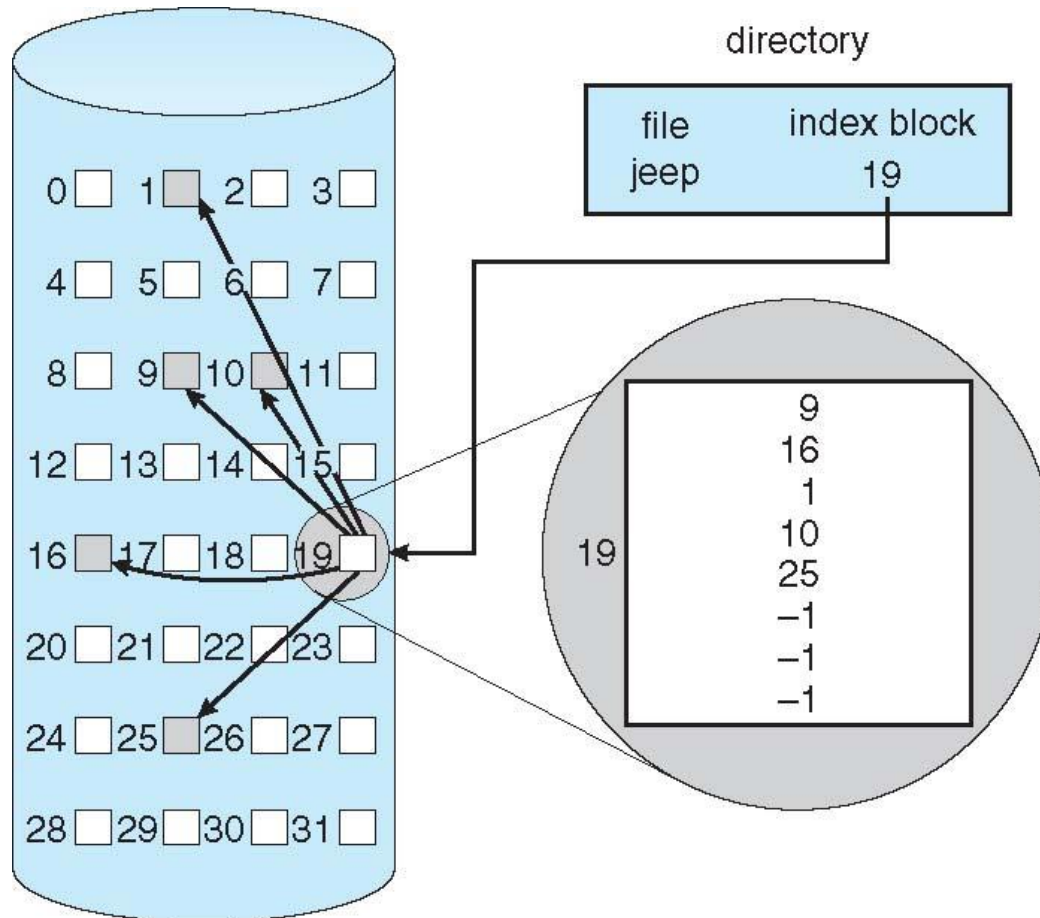 directory
file index block
jeep 19
0 1 2 3
4 5 6 7
8 9 10 11
12 13 14 15
16 17 18 19
20 21 22 23
24 25 26 27
28 29 30 31
9
16
1
10
19
25
–1
–1
–1